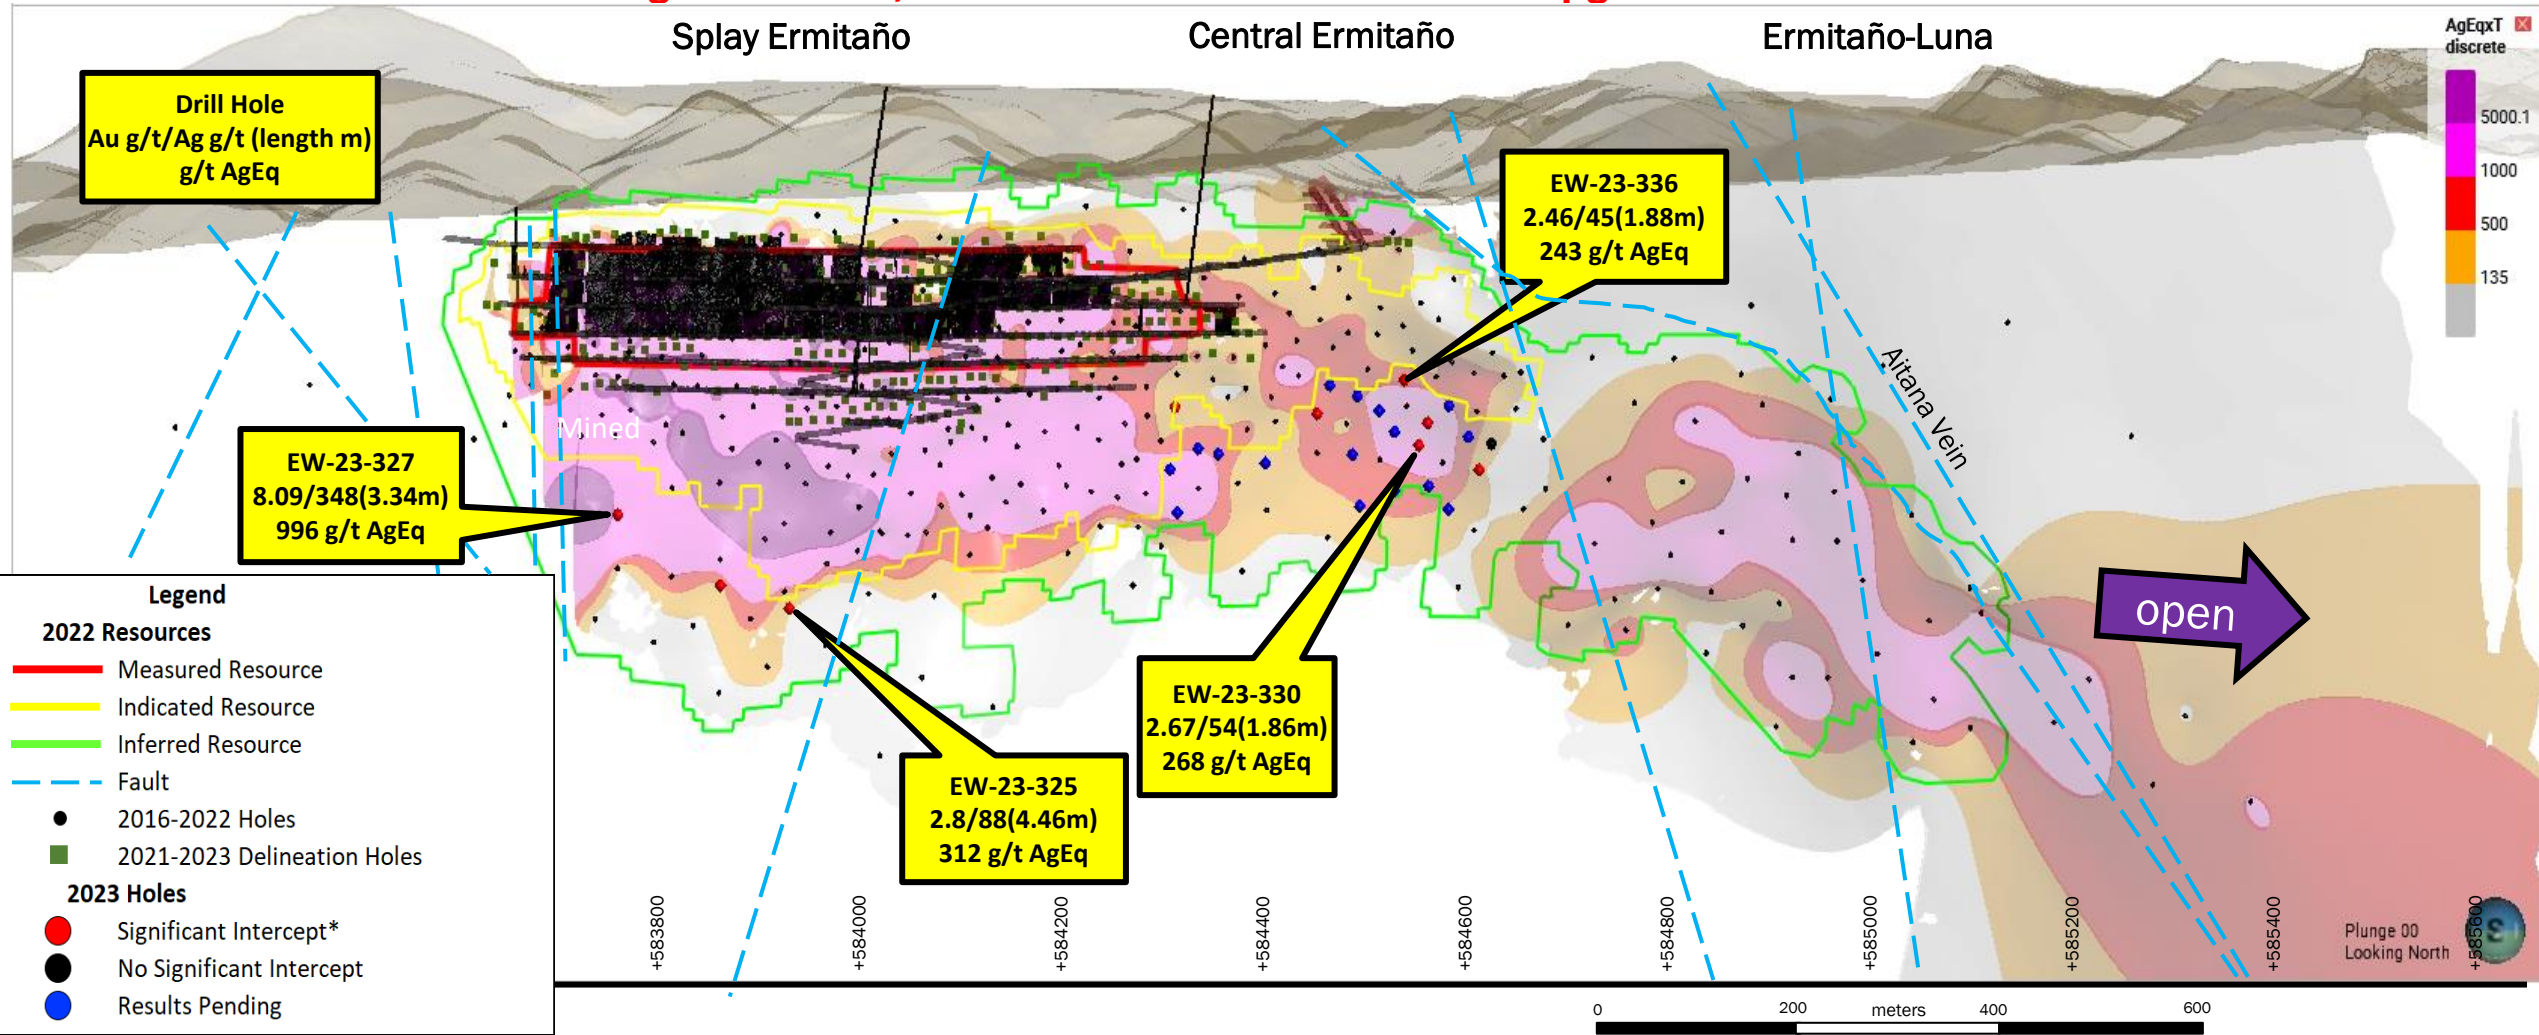 Splay Ermitaño
Central Ermitaño
Ermitaño-Luna
AgEqxT
discrete
5000.1
1000
500
135
Drill Hole
Au g/t/Ag g/t (length m)
g/t AgEq
EW-23-336
2.46/45(1.88m)
243 g/t AgEq
Aitana Vein
Mined
EW-23-327
8.09/348(3.34m)
996 g/t AgEq
open
EW-23-330
2.67/54(1.86m)
268 g/t AgEq
EW-23-325
2.8/88(4.46m)
312 g/t AgEq
Legend
2022 Resources
Measured Resource
Indicated Resource
Inferred Resource
Fault
2016-2022 Holes
2021-2023 Delineation Holes
2023 Holes
Significant Intercept*
No Significant Intercept
Results Pending
+583800
+584000
+584200
+584400
+584600
+584800
+585000
+585200
+585400
+585600
Plunge 00
Looking North
S
0 200 meters 400 600